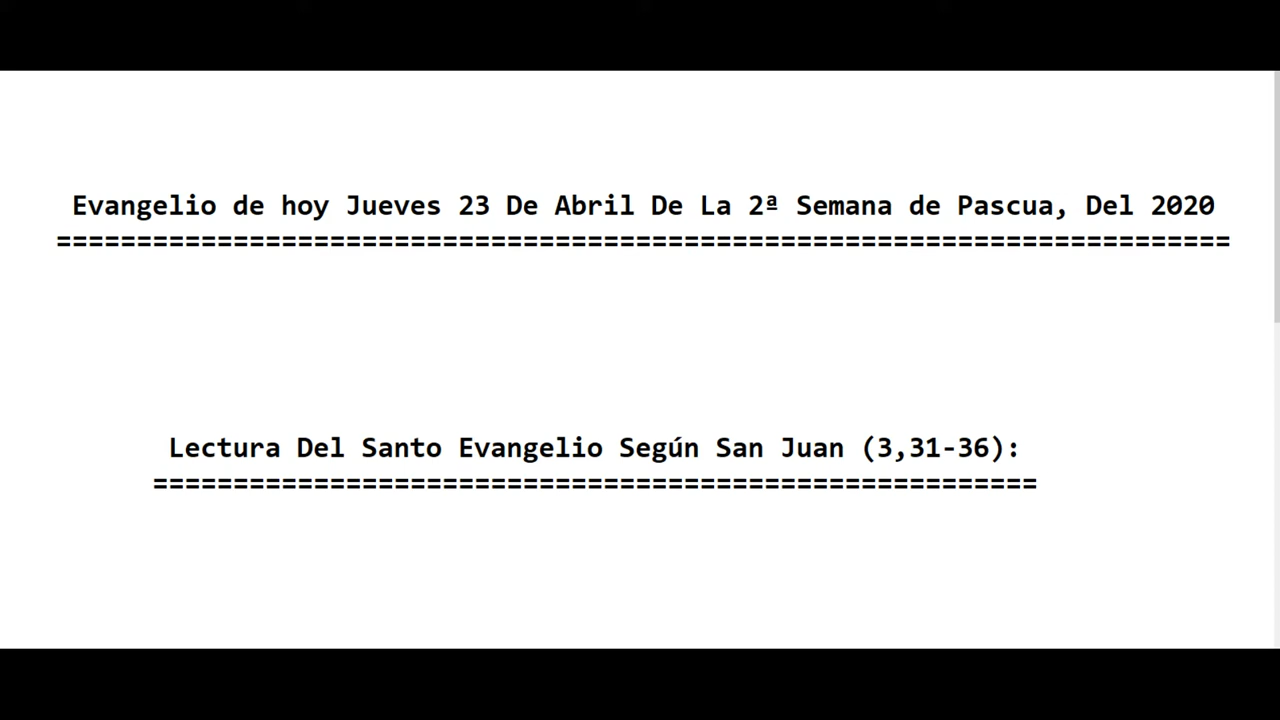 Evangelio de hoy Jueves 23 De Abril De La 2ª Semana de Pascua, Del 2020
=========================================================================
Lectura Del Santo Evangelio Según San Juan (3,31-36):
=======================================================